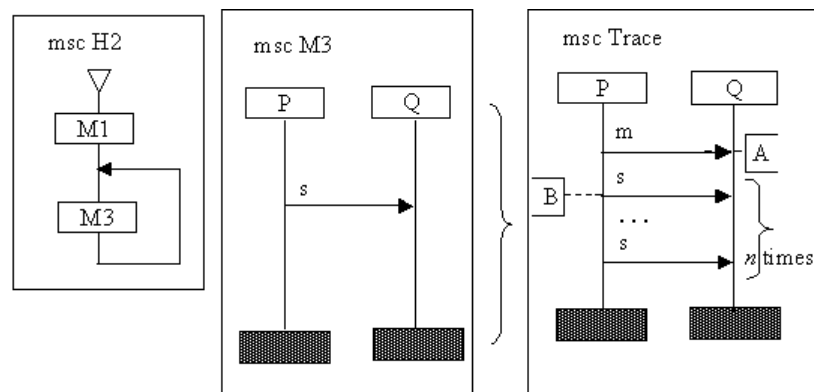 msc H2
M1
M3
msc M3
P
Q
s
msc Trace
P
Q
m
A
B
s
. . .
s
n times